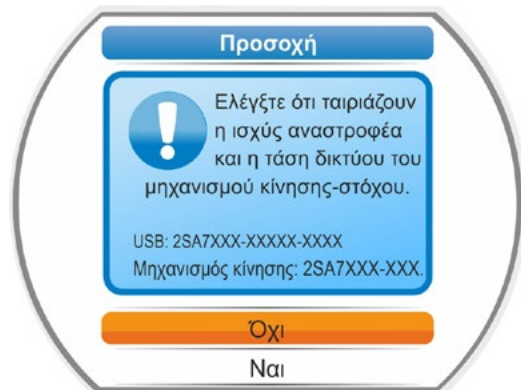 Προσοχή
Ελέγξτε ότι ταιριάζουν
η ισχύς αναστροφέα
και η τάση δικτύου του
μηχανισμού κίνησης-στόχου.
USB: 2SA7XXX-XXXXX-XXXX
Μηχανισμός κίνησης: 2SA7XXX-XXX.
Όχι
Ναι